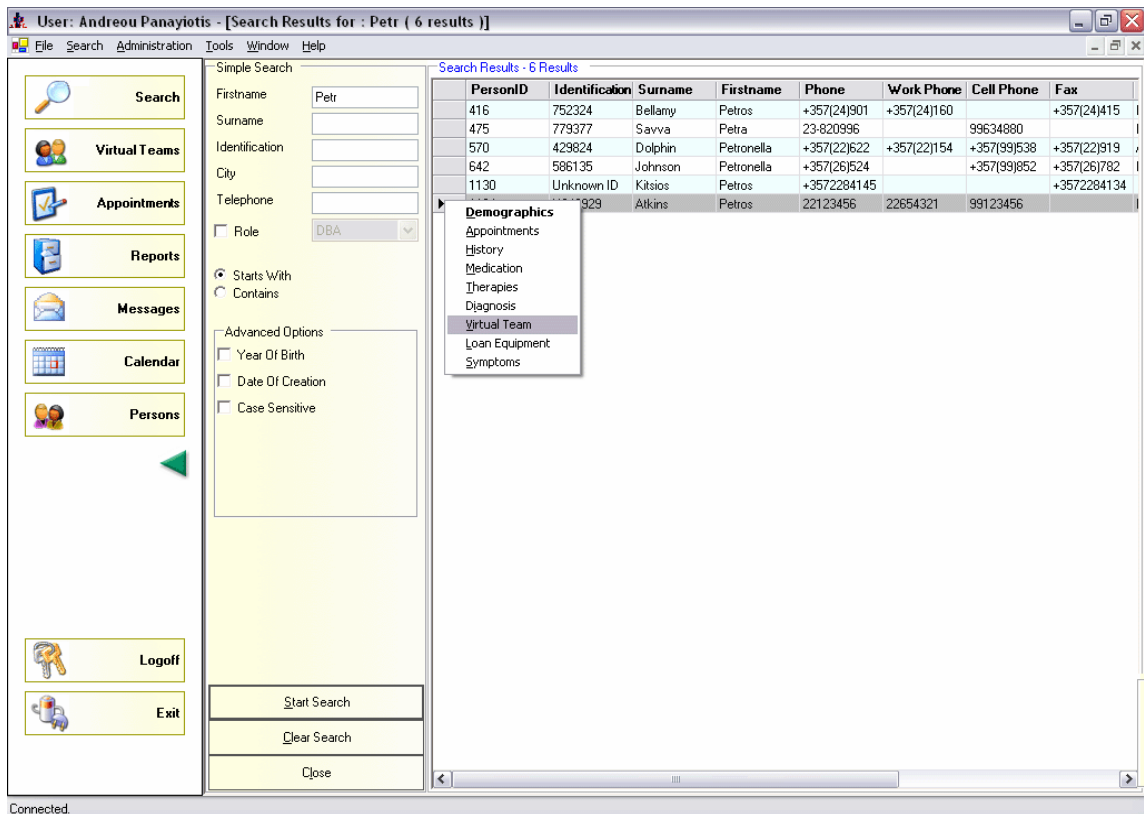 User: Andreou Panayiotis - [Search Results for : Petr ( 6 results )]
File Search Administration Tools Window Help
Search
Virtual Teams
Appointments
Reports
Messages
Calendar
Persons
Logoff
Exit
Simple Search
Firstname Petr
Surname
Identification
City
Telephone
Role DBA
Starts With
Contains
Advanced Options
Year Of Birth
Date Of Creation
Case Sensitive
Start Search
Clear Search
Close
Search Results - 6 Results
PersonID Identification Surname Firstname Phone Work Phone Cell Phone Fax
416 752324 Bellamy Petros +357(24)901 +357(24)160 +357(24)415
475 779377 Savva Petra 23-820996 99634880
570 429824 Dolphin Petronella +357(22)622 +357(22)154 +357(99)538 +357(22)919
642 586135 Johnson Petronella +357(26)524 +357(99)852 +357(26)782
1130 Unknown ID Kitsios Petros +3572284145 +3572284134
929 Atkins Petros 22123456 22654321 99123456
Demographics
Appointments
History
Medication
Therapies
Diagnosis
Virtual Team
Loan Equipment
Symptoms
Connected.